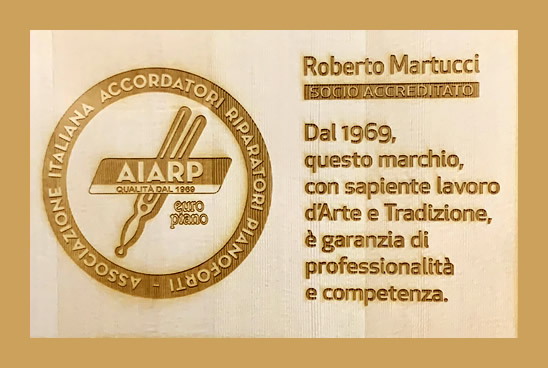 ASSOCIAZIONE ITALIANA ACCORDATORI RIPARATORI PIANOFORTI -
AIARP
QUALITÀ DAL 1969
euro
piano
Roberto Martucci
SOCIO ACCREDITATO
Dal 1969,
questo marchio,
con sapiente lavoro
d'Arte e Tradizione,
è garanzia di
professionalità
e competenza.